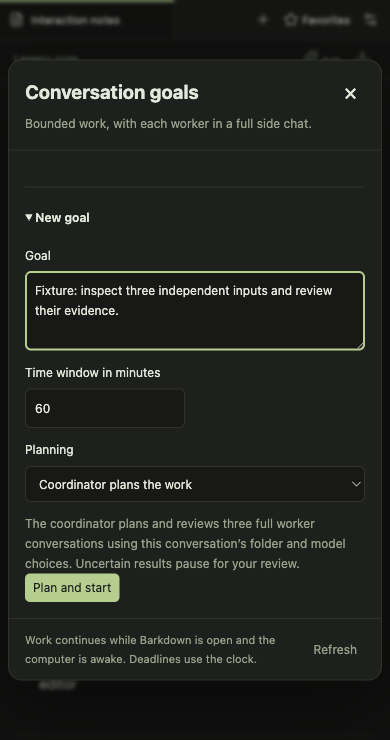 Interaction notes
Favorites
Conversation goals
Bounded work, with each worker in a full side chat.
New goal
Goal
Fixture: inspect three independent inputs and review
their evidence.
Time window in minutes
60
Planning
Coordinator plans the work
The coordinator plans and reviews three full worker
conversations using this conversation's folder and model
choices. Uncertain results pause for your review.
Plan and start
Work continues while Barkdown is open and the
computer is awake. Deadlines use the clock.
Refresh
editor